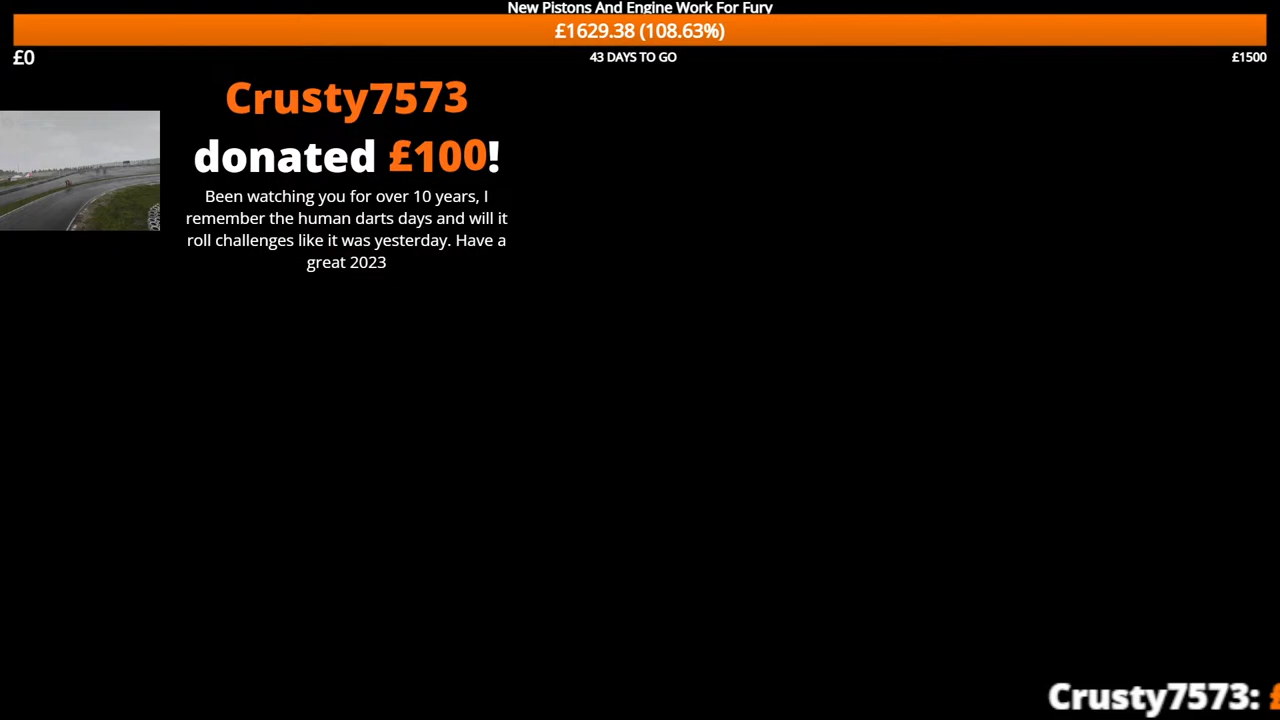 New Pistons And Engine Work For Fury
£1629.38 (108.63%)
£0
43 DAYS TO GO
£1500
Crusty7573
donated £100!
Been watching you for over 10 years, I
remember the human darts days and will it
roll challenges like it was yesterday. Have a
great 2023
Crusty7573: £